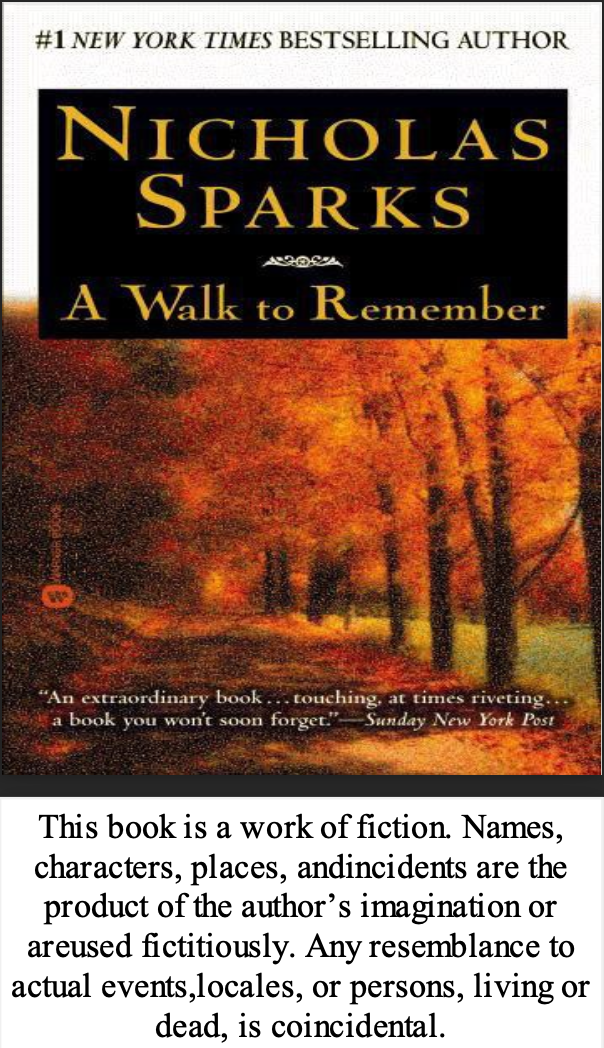 #1 NEW YORK TIMES BESTSELLING AUTHOR
NICHOLAS
SPARKS
A Walk to Remember
“An extraordinary book...touching, at times riveting...
a book you won't soon forget.”—Sunday New York Post
This book is a work of fiction. Names,
characters, places, andincidents are the
product of the author’s imagination or
areused fictitiously. Any resemblance to
actual events,locales, or persons, living or
dead, is coincidental.